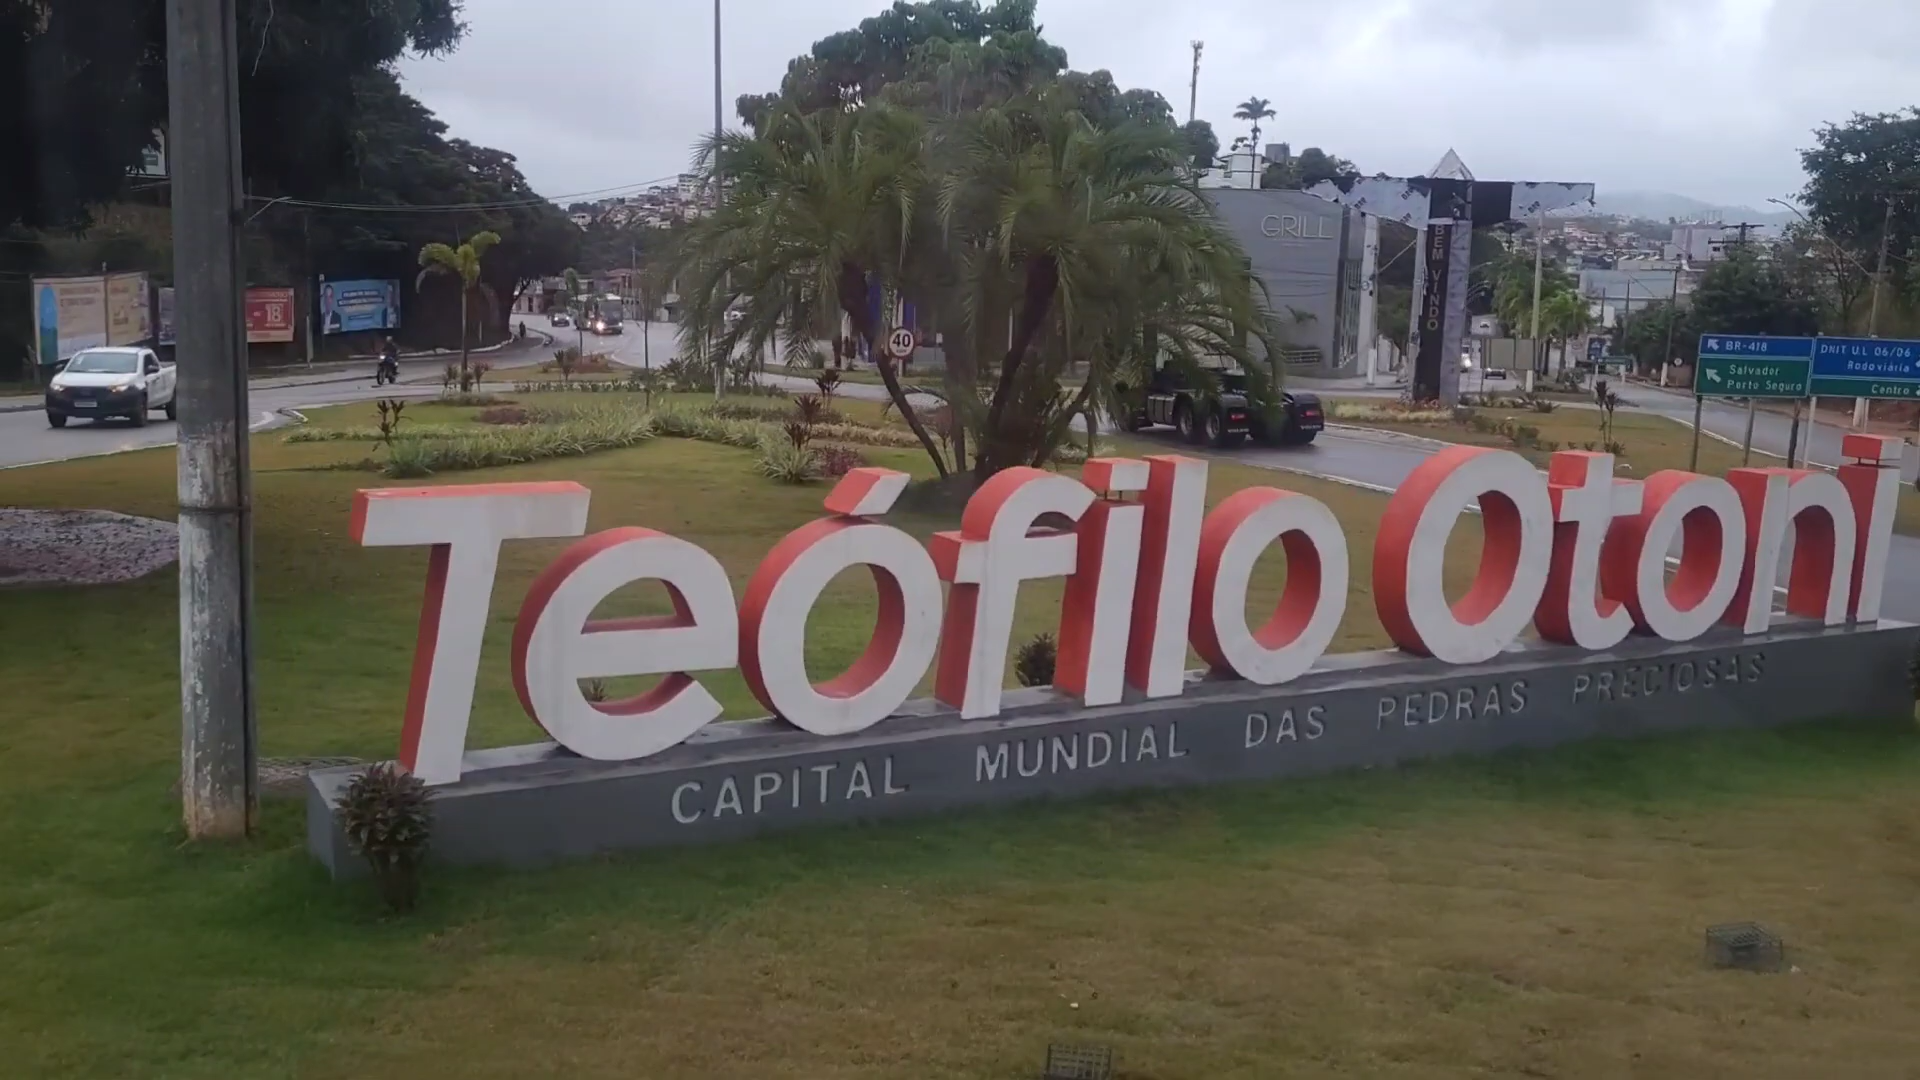 GRILL
BEM VINDO
40
18
BR-418
Salvador
Porto Seguro
DNIT U.L 06/06
Rodoviária
Centro
Teófilo Otoni
CAPITAL MUNDIAL DAS PEDRAS PRECIOSAS